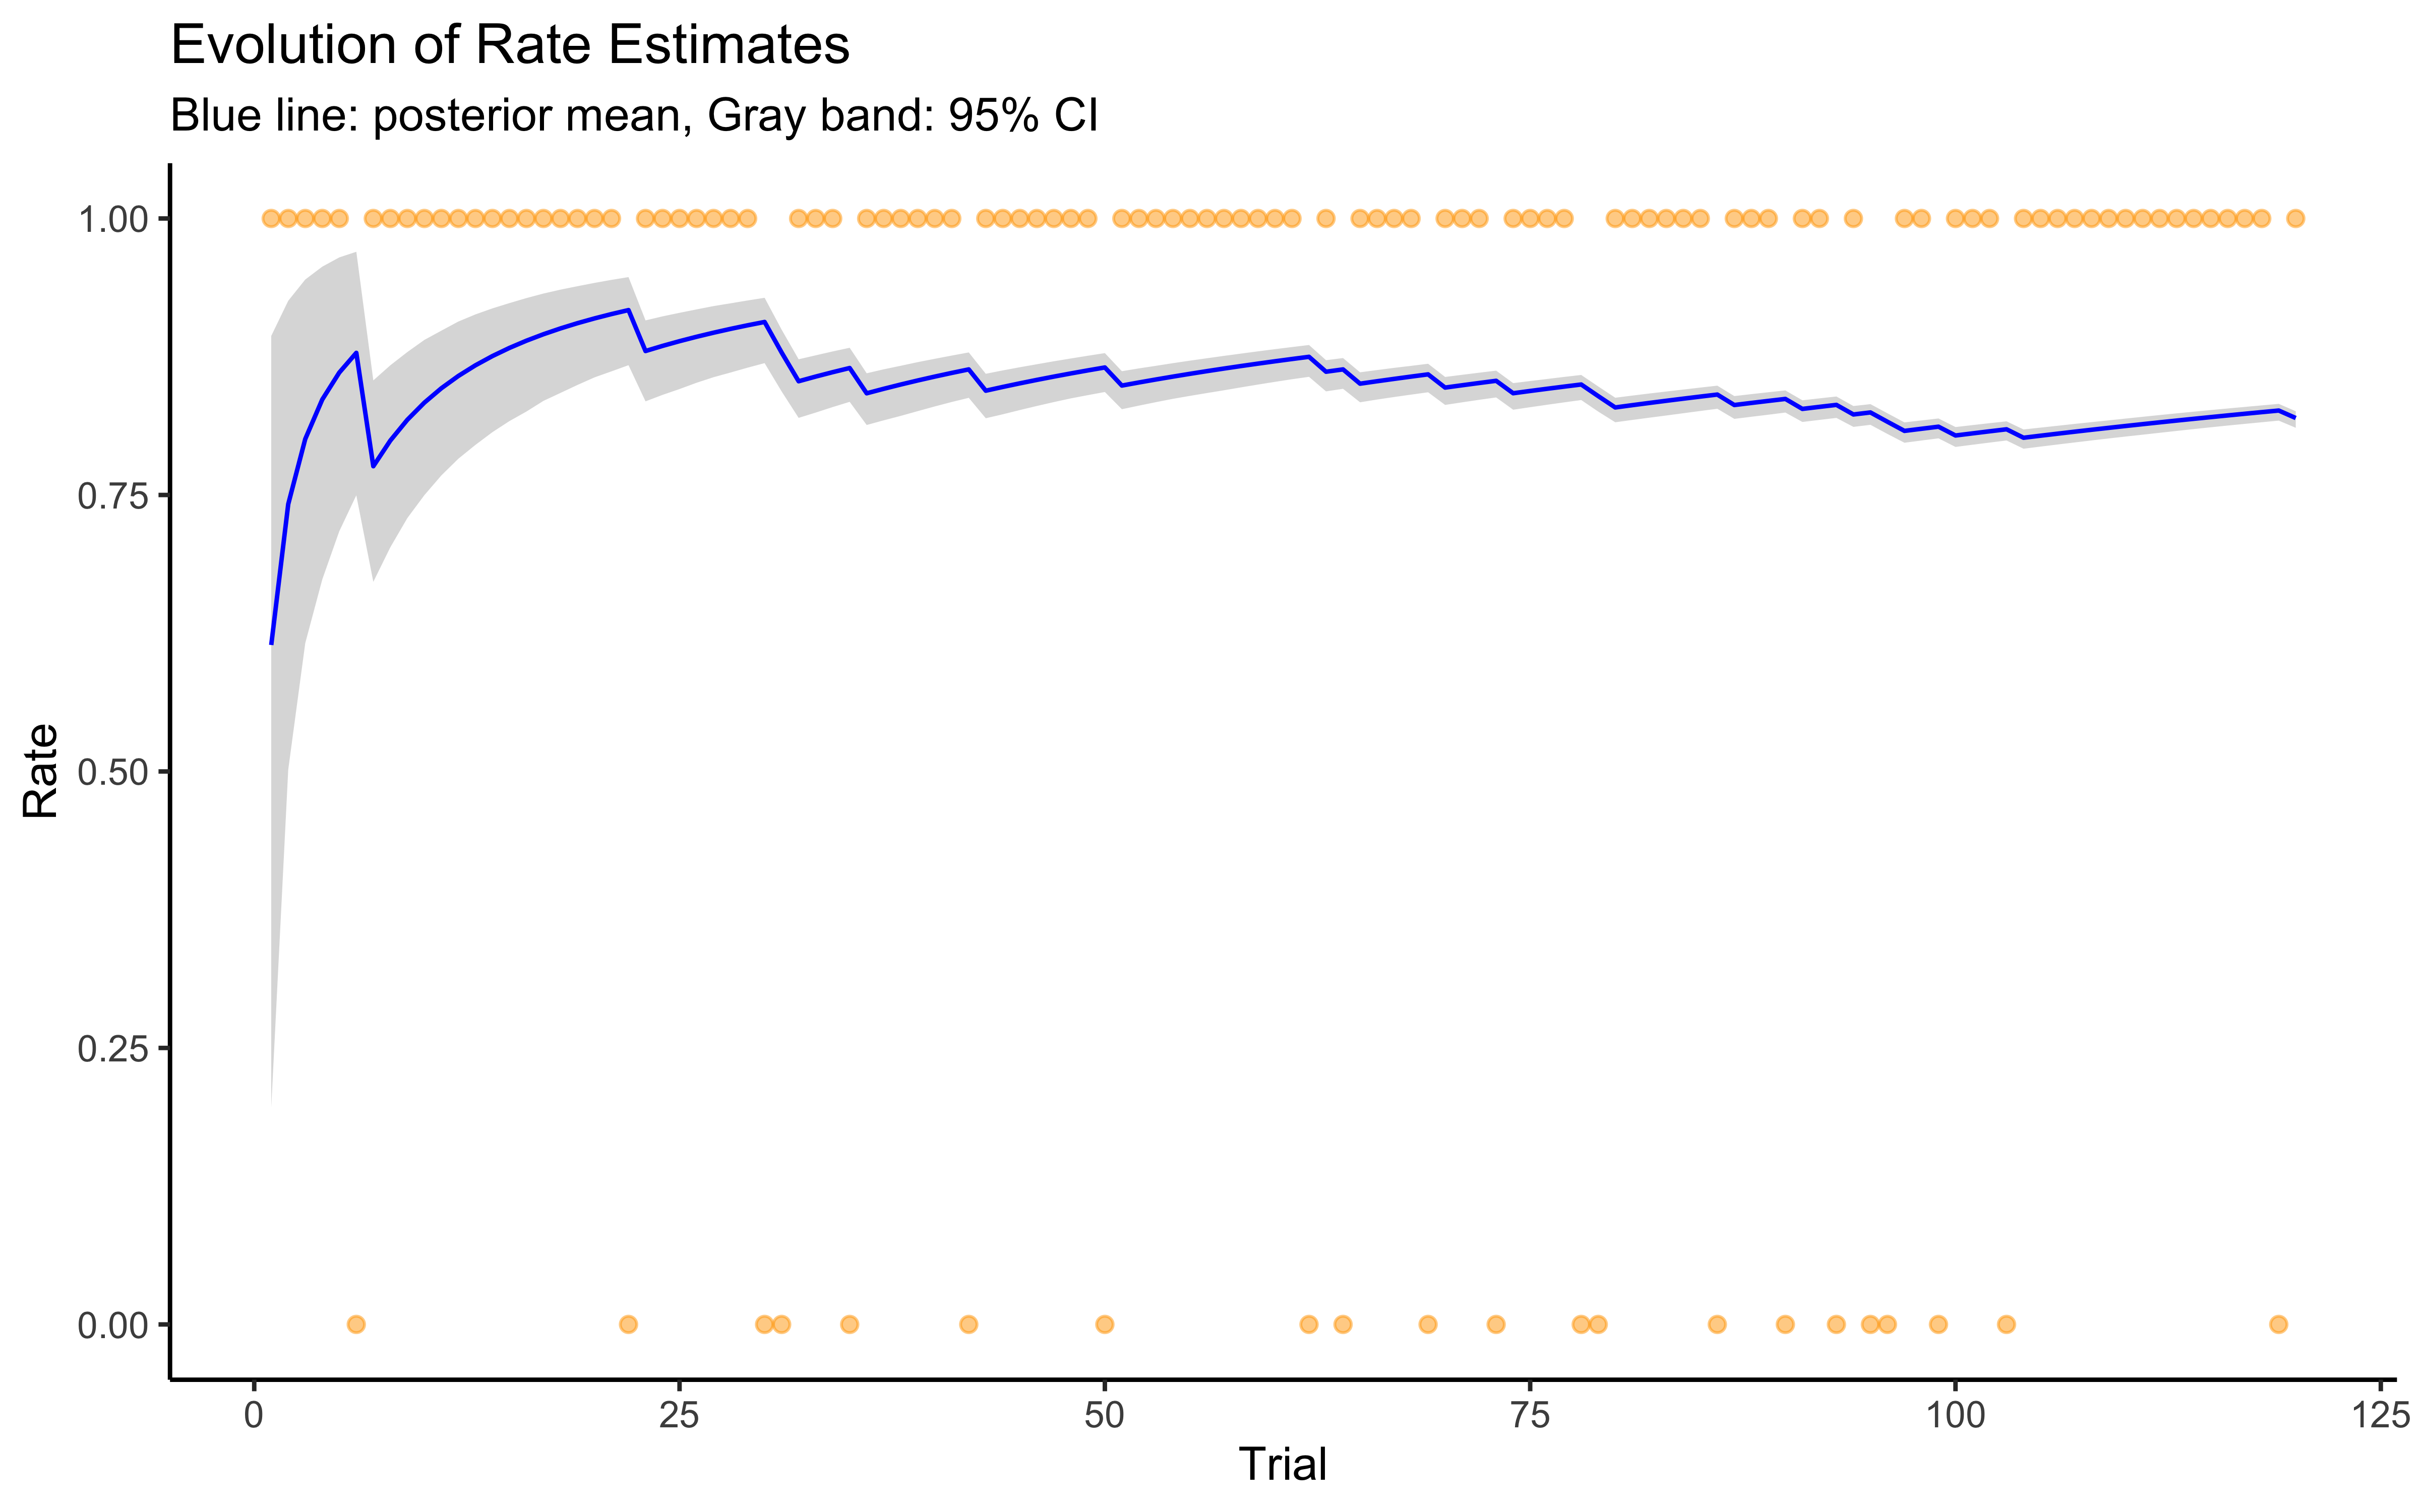 Evolution of Rate Estimates
Blue line: posterior mean, Gray band: 95% CI
1.00
0.75
0.50
0.25
0.00
Rate
0 25 50 75 100 125
Trial